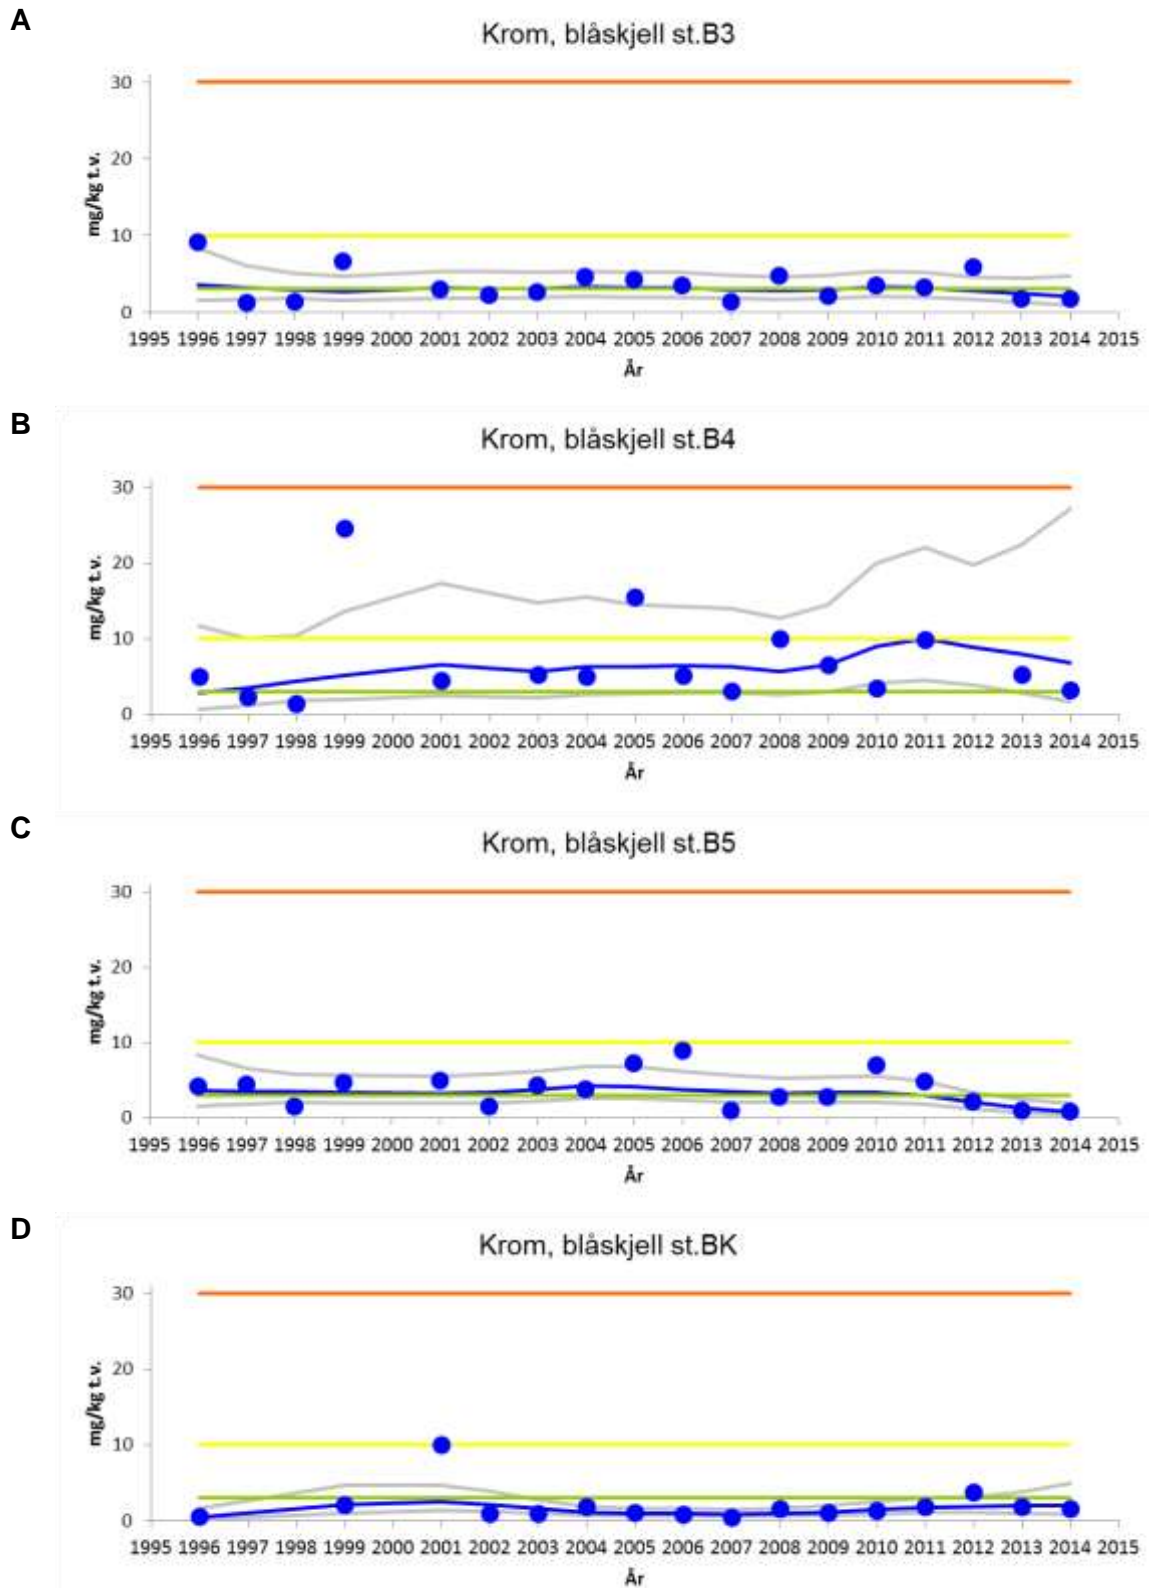 A
Krom, blåskjell st.B3
mg/kg t.v.
30
20
10
0
1995 1996 1997 1998 1999 2000 2001 2002 2003 2004 2005 2006 2007 2008 2009 2010 2011 2012 2013 2014 2015
År
B
Krom, blåskjell st.B4
mg/kg t.v.
30
20
10
0
1995 1996 1997 1998 1999 2000 2001 2002 2003 2004 2005 2006 2007 2008 2009 2010 2011 2012 2013 2014 2015
År
C
Krom, blåskjell st.B5
mg/kg t.v.
30
20
10
0
1995 1996 1997 1998 1999 2000 2001 2002 2003 2004 2005 2006 2007 2008 2009 2010 2011 2012 2013 2014 2015
År
D
Krom, blåskjell st.BK
mg/kg t.v.
30
20
10
0
1995 1996 1997 1998 1999 2000 2001 2002 2003 2004 2005 2006 2007 2008 2009 2010 2011 2012 2013 2014 2015
År